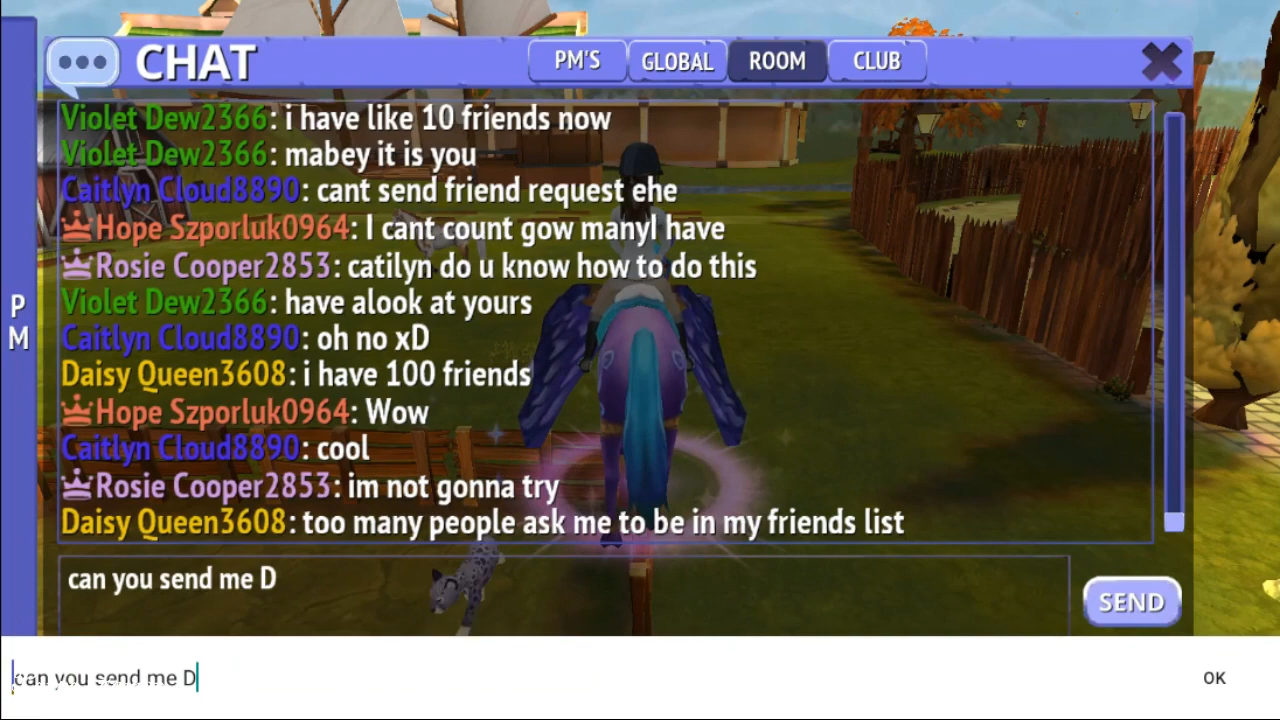 CHAT
PM'S GLOBAL ROOM CLUB
Violet Dew2366: i have like 10 friends now
Violet Dew2366: mabey it is you
Caitlyn Cloud8890: cant send friend request ehe
Hope Szporluk0964: I cant count gow manyI have
Rosie Cooper2853: catilyn do u know how to do this
Violet Dew2366: have alook at yours
Caitlyn Cloud8890: oh no xD
Daisy Queen3608: i have 100 friends
Hope Szporluk0964: Wow
Caitlyn Cloud8890: cool
Rosie Cooper2853: im not gonna try
Daisy Queen3608: too many people ask me to be in my friends list
PM
can you send me D
SEND
can you send me D
OK